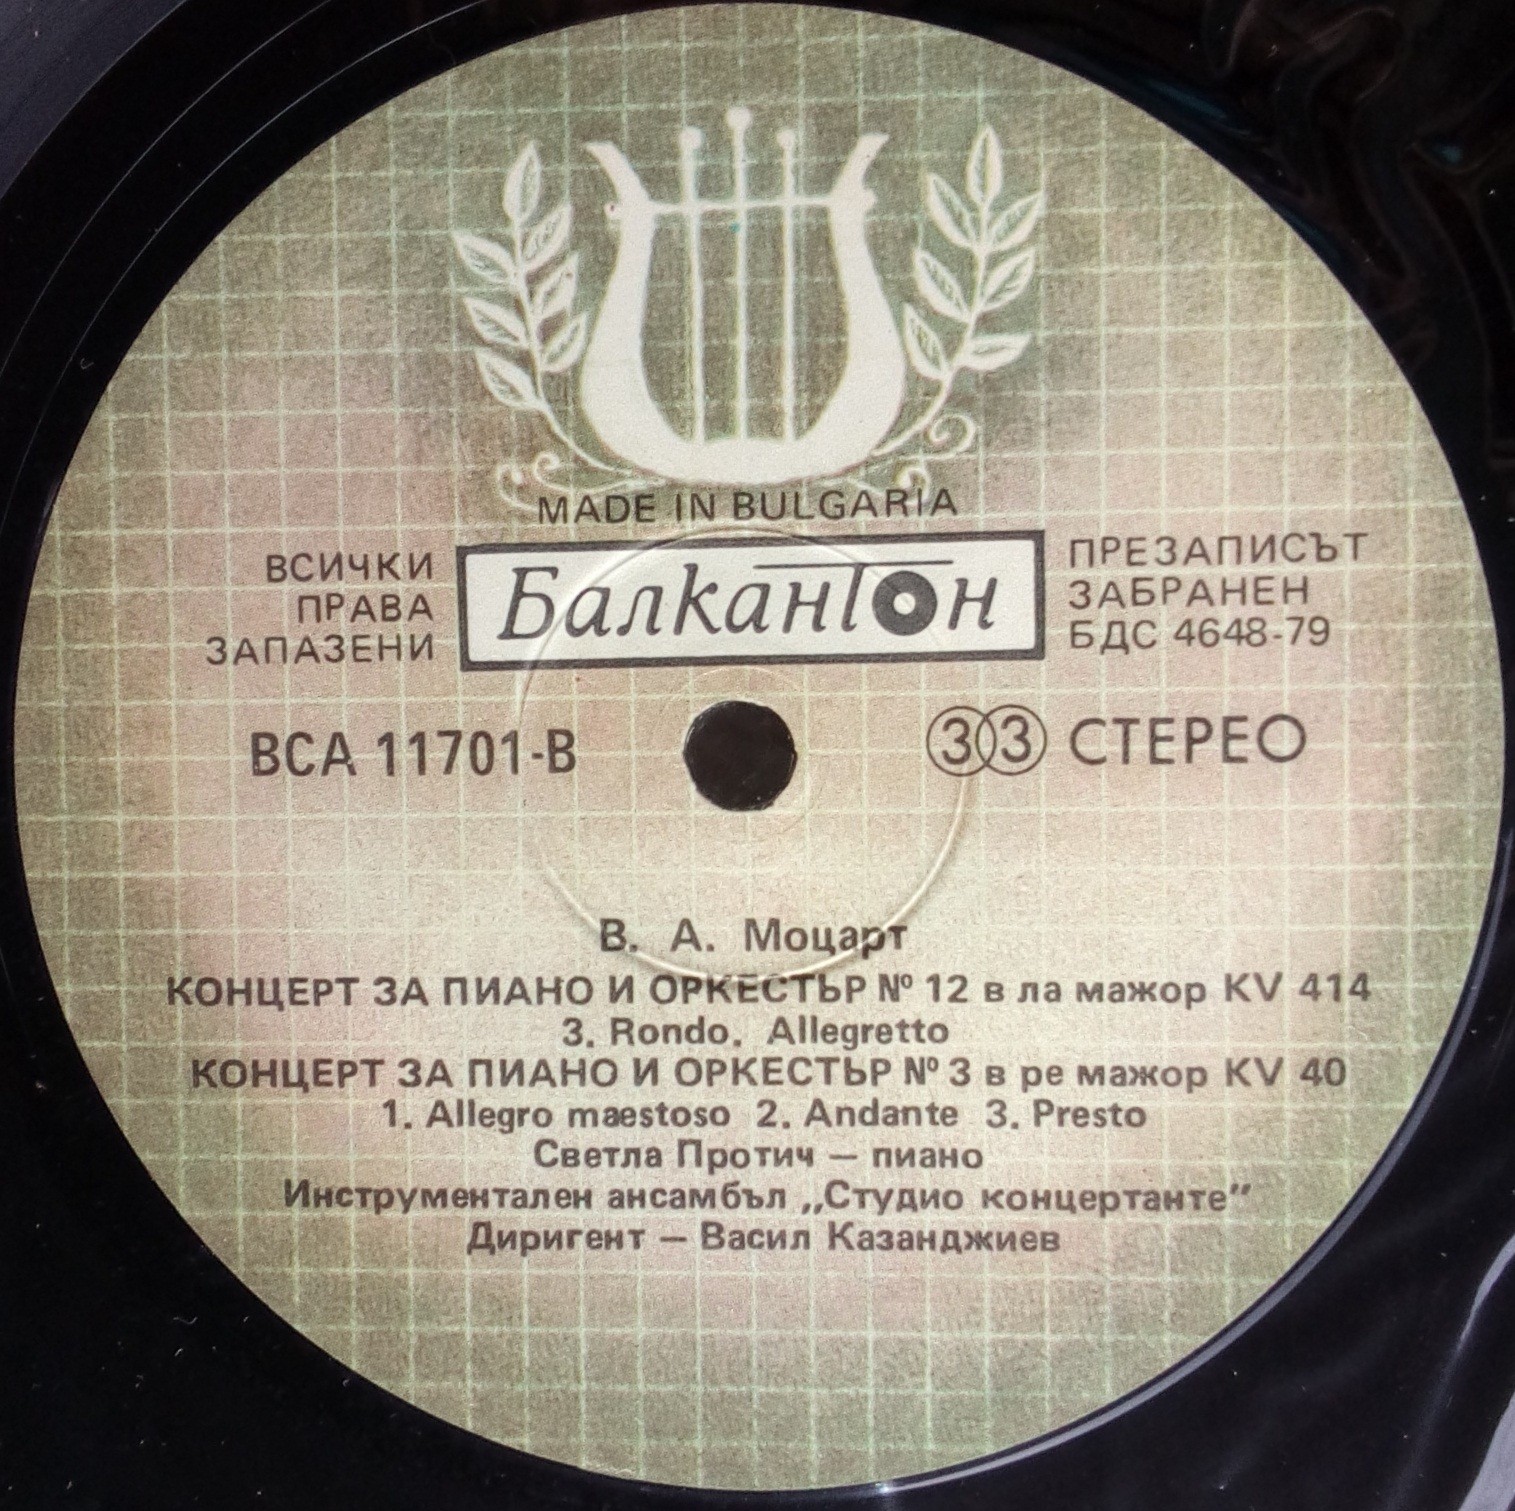 MADE IN BULGARIA
ВСИЧКИ
ПРАВА
ЗАПАЗЕНИ
Балкантон
ПРЕЗАПИСЪТ
ЗАБРАНЕН
БДС 4648-79
ВСА 11701-В
33 СТЕРЕО
В. А. Моцарт
КОНЦЕРТ ЗА ПИАНО И ОРКЕСТЪР № 12 в ла мажор KV 414
3. Rondo. Allegretto
КОНЦЕРТ ЗА ПИАНО И ОРКЕСТЪР № 3 в ре мажор KV 40
1. Allegro maestoso 2. Andante 3. Presto
Светла Протич — пиано
Инструментален ансамбъл „Студио концертанте”
Диригент — Васил Казанджиев